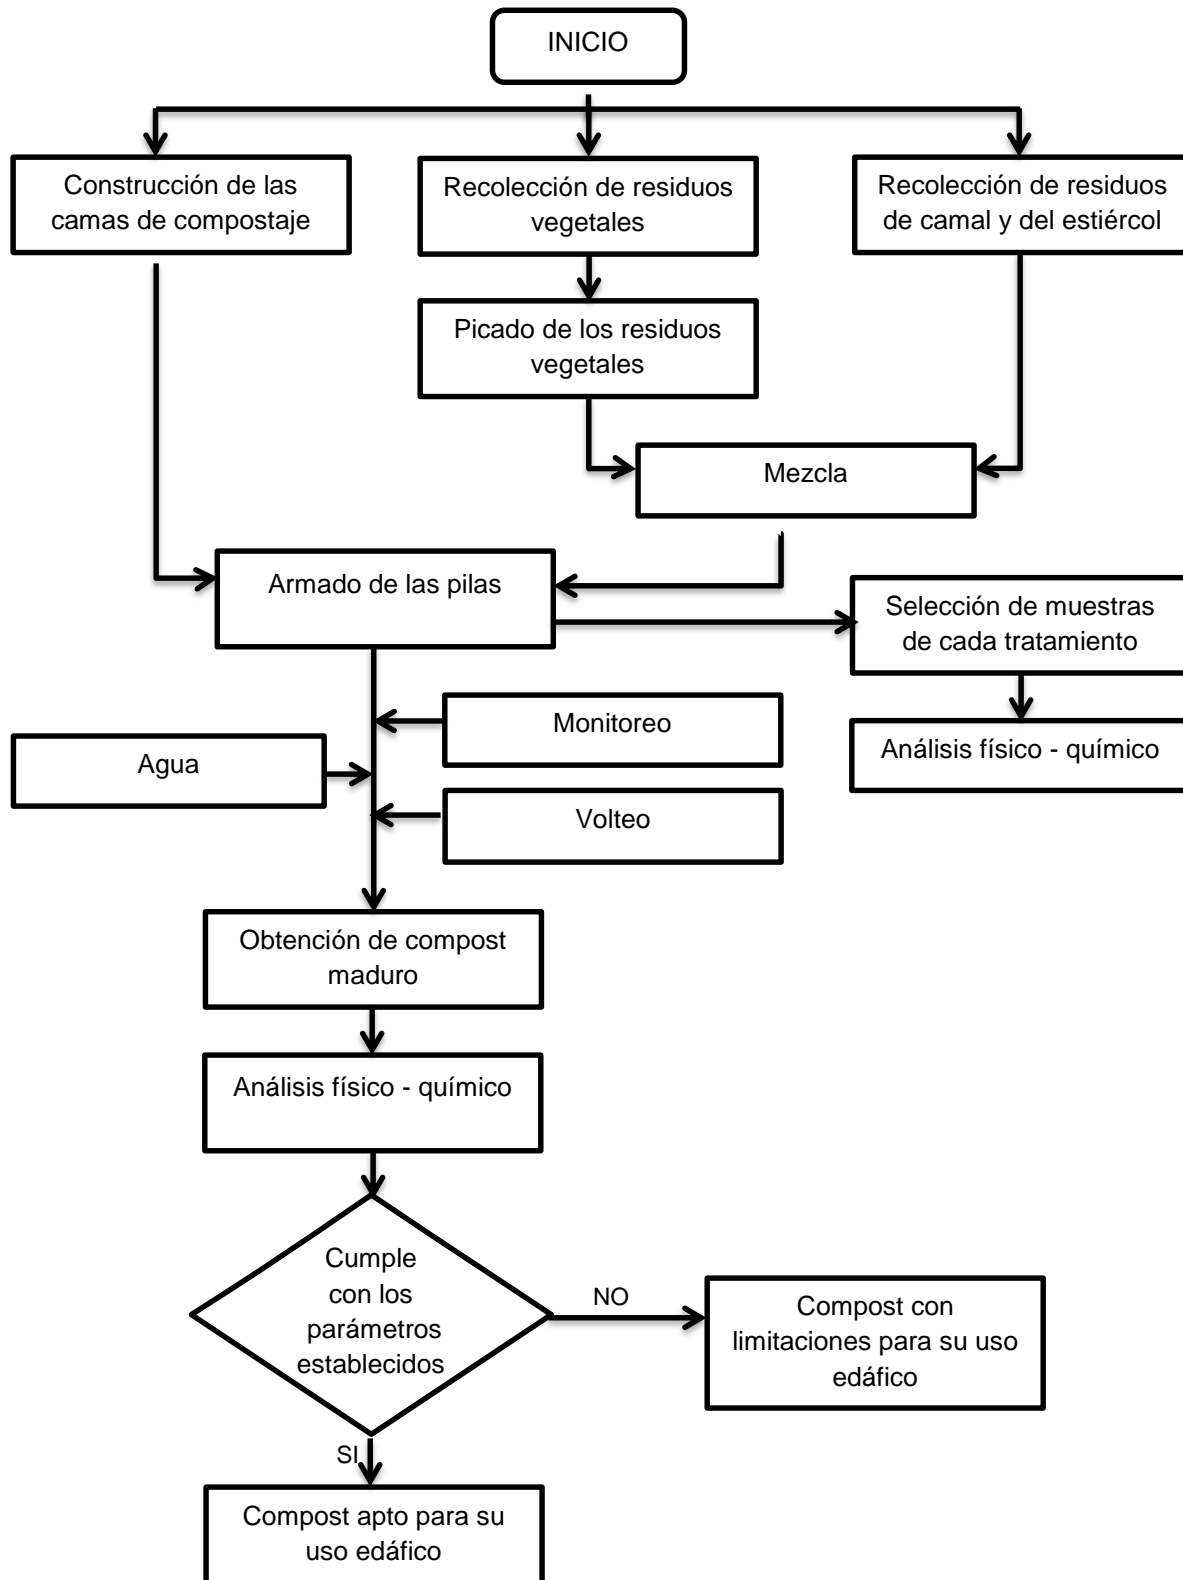 INICIO
Construcción de las
camas de compostaje
Recolección de residuos
vegetales
Recolección de residuos
de camal y del estiércol
Picado de los residuos
vegetales
Mezcla
Armado de las pilas
Selección de muestras
de cada tratamiento
Monitoreo
Análisis físico - químico
Agua
Volteo
Obtención de compost
maduro
Análisis físico - químico
Cumple
con los
parámetros
establecidos
NO
Compost con
limitaciones para su uso
edáfico
SI
Compost apto para su
uso edáfico